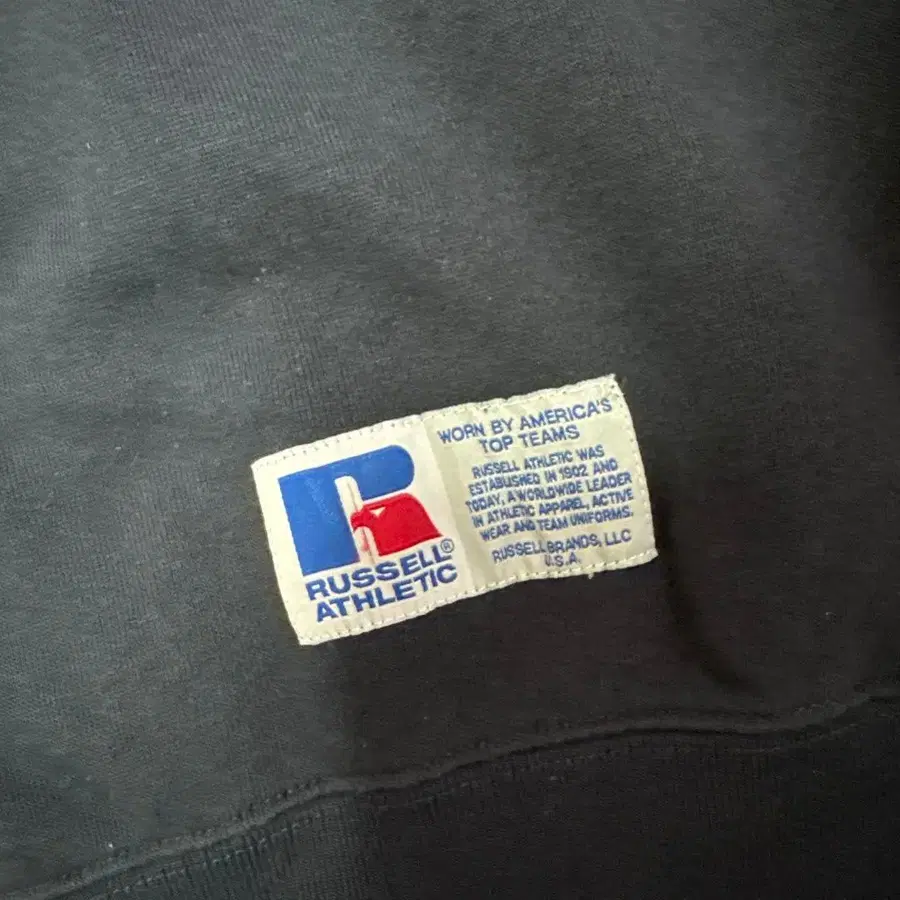 RUSSELL®
ATHLETIC
WORN BY AMERICA'S
TOP TEAMS
RUSSELL ATHLETIC WAS
ESTABLISHED IN 1902 AND
TODAY, A WORLDWIDE LEADER
IN ATHLETIC APPAREL, ACTIVE
WEAR AND TEAM UNIFORMS.
RUSSELL BRANDS, LLC
U.S.A.